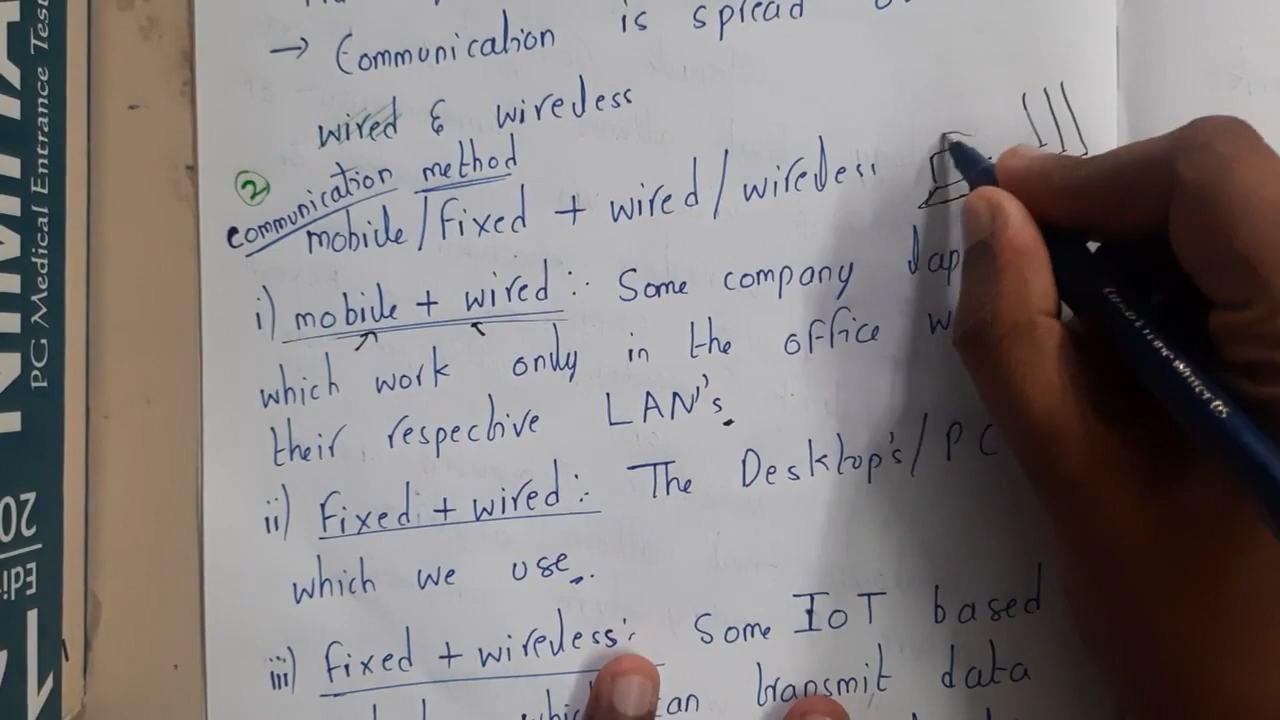 → Communication is spread
wired & wireless
② communication method
mobile/fixed + wired/wireless
i) mobile + wired :- Some company
which work only in the office
their respective LAN's.
ii) Fixed + wired :- The Desktop's/PC
which we use..
iii) fixed + wireless :- Some IoT based
transmit data
PG Medical Entrance Test
20
Edi